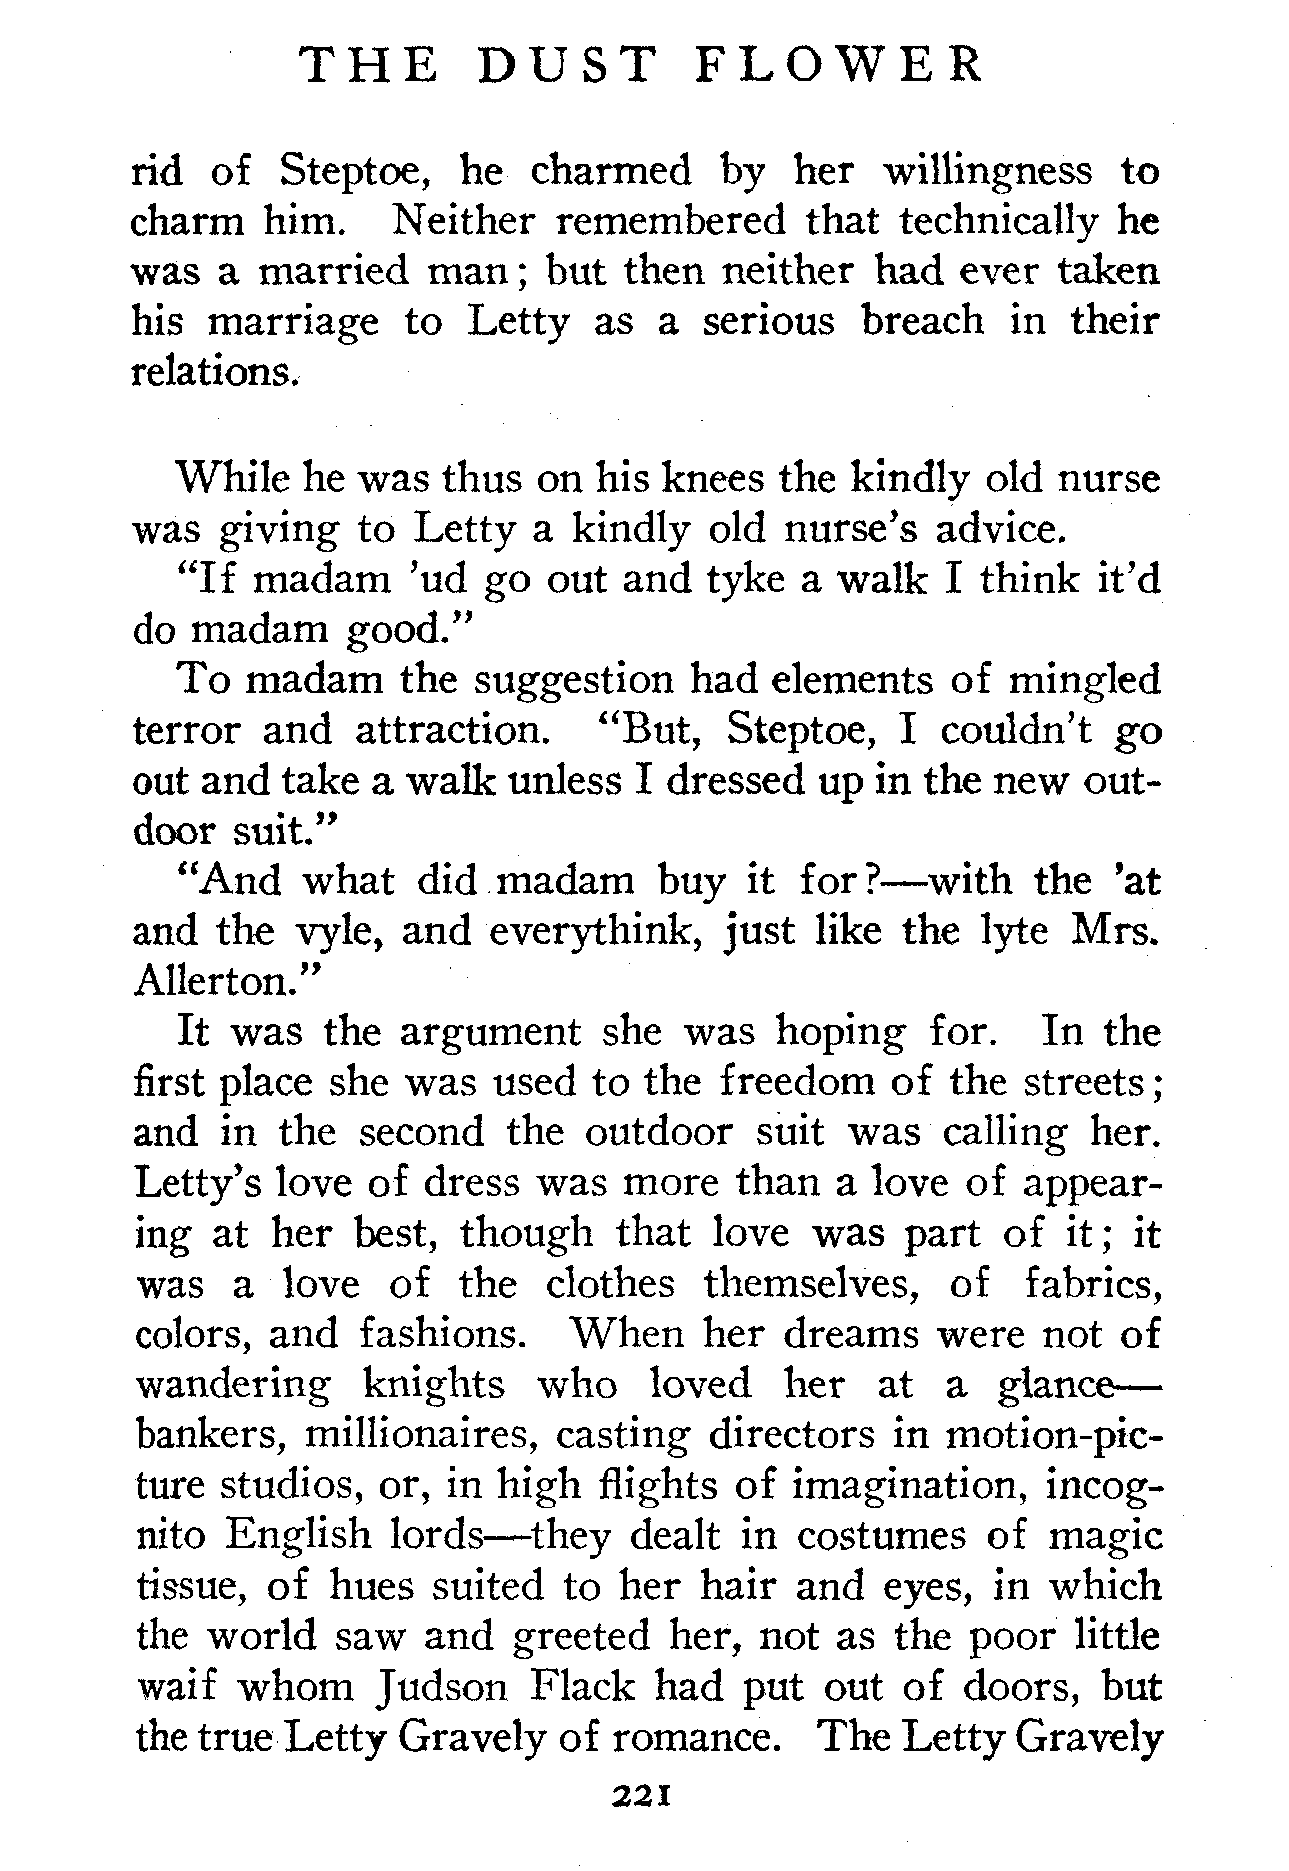 THE DUST FLOWER
rid of Steptoe, he charmed by her willingness to
charm him. Neither remembered that technically he
was a married man; but then neither had ever taken
his marriage to Letty as a serious breach in their
relations.
While he was thus on his knees the kindly old nurse
was giving to Letty a kindly old nurse's advice.
"If madam 'ud go out and tyke a walk I think it'd
do madam good."
To madam the suggestion had elements of mingled
terror and attraction. "But, Steptoe, I couldn't go
out and take a walk unless I dressed up in the new out-
door suit."
"And what did madam buy it for?—with the 'at
and the vyle, and everythink, just like the lyte Mrs.
Allerton."
It was the argument she was hoping for. In the
first place she was used to the freedom of the streets;
and in the second the outdoor suit was calling her.
Letty's love of dress was more than a love of appear-
ing at her best, though that love was part of it; it
was a love of the clothes themselves, of fabrics,
colors, and fashions. When her dreams were not of
wandering knights who loved her at a glance—
bankers, millionaires, casting directors in motion-pic-
ture studios, or, in high flights of imagination, incog-
nito English lords—they dealt in costumes of magic
tissue, of hues suited to her hair and eyes, in which
the world saw and greeted her, not as the poor little
waif whom Judson Flack had put out of doors, but
the true Letty Gravely of romance. The Letty Gravely
221